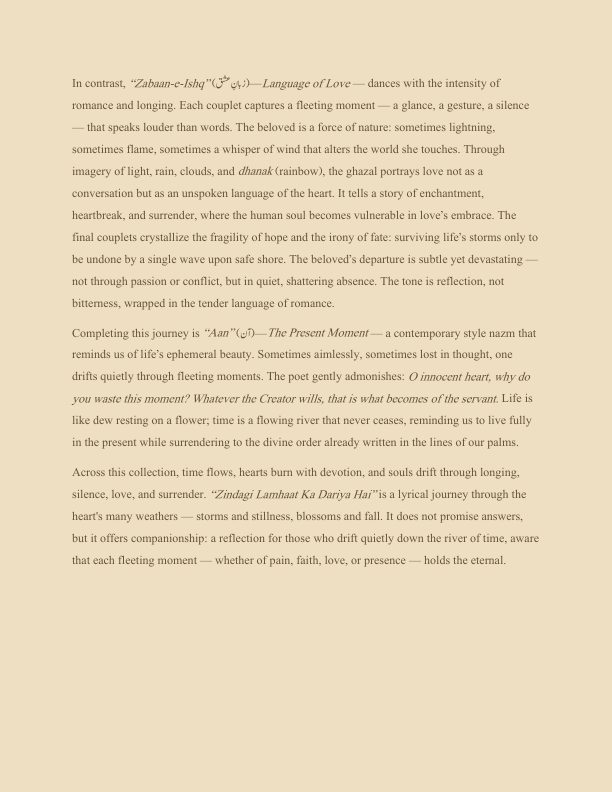 In contrast, “Zabaan-e-Ishq” (زبانِ عشق)—Language of Love — dances with the intensity of
romance and longing. Each couplet captures a fleeting moment — a glance, a gesture, a silence
— that speaks louder than words. The beloved is a force of nature: sometimes lightning,
sometimes flame, sometimes a whisper of wind that alters the world she touches. Through
imagery of light, rain, clouds, and dhanak (rainbow), the ghazal portrays love not as a
conversation but as an unspoken language of the heart. It tells a story of enchantment,
heartbreak, and surrender, where the human soul becomes vulnerable in love’s embrace. The
final couplets crystallize the fragility of hope and the irony of fate: surviving life’s storms only to
be undone by a single wave upon safe shore. The beloved’s departure is subtle yet devastating —
not through passion or conflict, but in quiet, shattering absence. The tone is reflection, not
bitterness, wrapped in the tender language of romance.
Completing this journey is “Aan” (آن)—The Present Moment — a contemporary style nazm that
reminds us of life’s ephemeral beauty. Sometimes aimlessly, sometimes lost in thought, one
drifts quietly through fleeting moments. The poet gently admonishes: O innocent heart, why do
you waste this moment? Whatever the Creator wills, that is what becomes of the servant. Life is
like dew resting on a flower; time is a flowing river that never ceases, reminding us to live fully
in the present while surrendering to the divine order already written in the lines of our palms.
Across this collection, time flows, hearts burn with devotion, and souls drift through longing,
silence, love, and surrender. “Zindagi Lamhaat Ka Dariya Hai” is a lyrical journey through the
heart's many weathers — storms and stillness, blossoms and fall. It does not promise answers,
but it offers companionship: a reflection for those who drift quietly down the river of time, aware
that each fleeting moment — whether of pain, faith, love, or presence — holds the eternal.